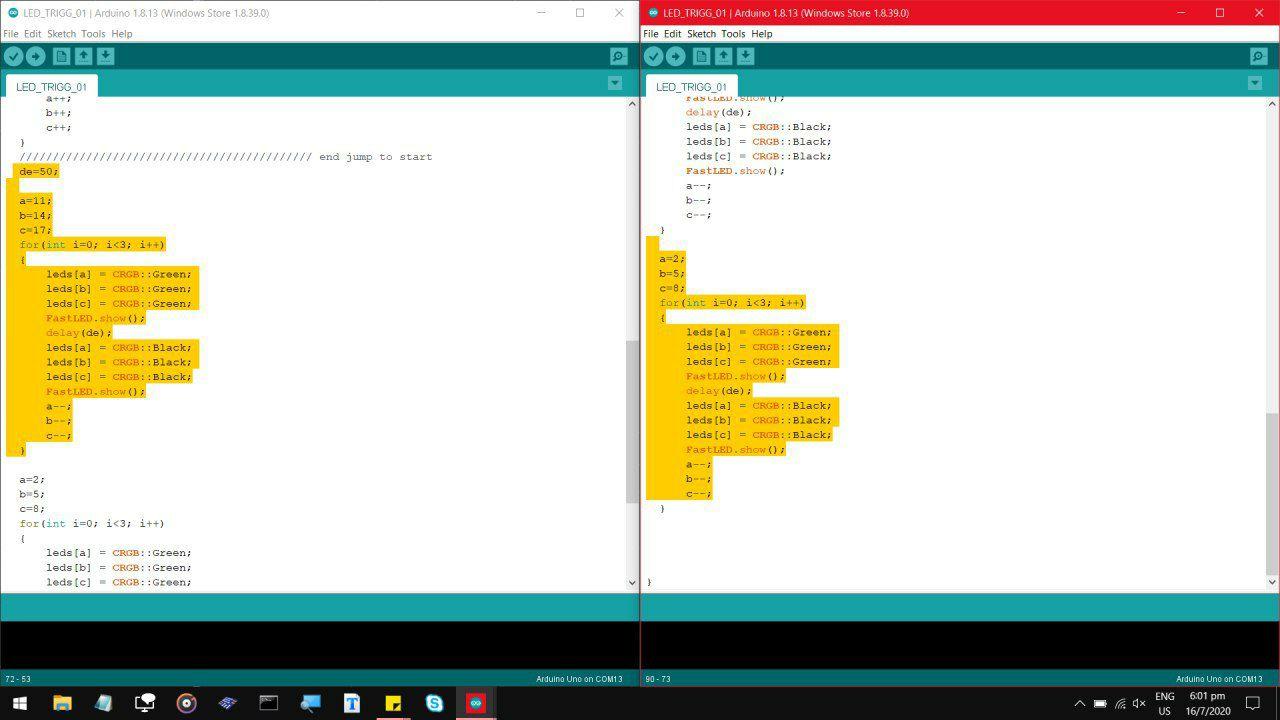 LED_TRIGG_01 | Arduino 1.8.13 (Windows Store 1.8.39.0)
File Edit Sketch Tools Help
LED_TRIGG_01
a++;
b++;
c++;
}
//////////////////////////////////////////// end jump to start
de=50;
a=11;
b=14;
c=17;
for(int i=0; i<3; i++)
{
leds[a] = CRGB::Green;
leds[b] = CRGB::Green;
leds[c] = CRGB::Green;
FastLED.show();
delay(de);
leds[a] = CRGB::Black;
leds[b] = CRGB::Black;
leds[c] = CRGB::Black;
FastLED.show();
a--;
b--;
c--;
}
a=2;
b=5;
c=8;
for(int i=0; i<3; i++)
{
leds[a] = CRGB::Green;
leds[b] = CRGB::Green;
leds[c] = CRGB::Green;
72 - 53
Arduino Uno on COM13
LED_TRIGG_01 | Arduino 1.8.13 (Windows Store 1.8.39.0)
File Edit Sketch Tools Help
LED_TRIGG_01
FastLED.show();
delay(de);
leds[a] = CRGB::Black;
leds[b] = CRGB::Black;
leds[c] = CRGB::Black;
FastLED.show();
a--;
b--;
c--;
}
a=2;
b=5;
c=8;
for(int i=0; i<3; i++)
{
leds[a] = CRGB::Green;
leds[b] = CRGB::Green;
leds[c] = CRGB::Green;
FastLED.show();
delay(de);
leds[a] = CRGB::Black;
leds[b] = CRGB::Black;
leds[c] = CRGB::Black;
FastLED.show();
a--;
b--;
c--;
}
}
90 - 73
Arduino Uno on COM13
ENG
US
6:01 pm
16/7/2020